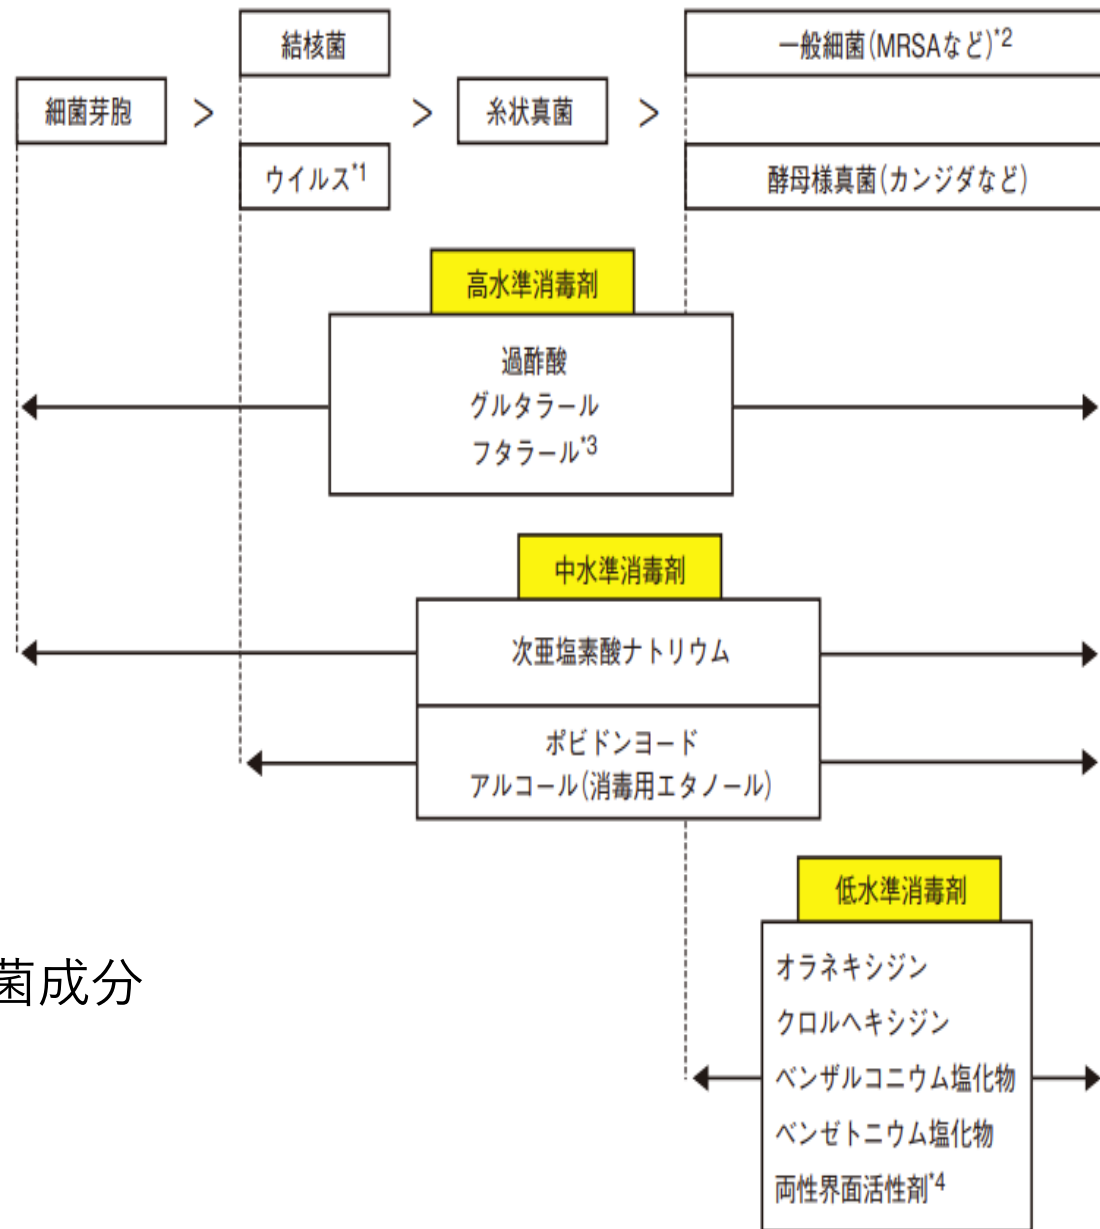 結核菌
一般細菌(MRSAなど)*2
細菌芽胞 > > 糸状真菌 >
ウイルス*1
酵母様真菌(カンジダなど)
高水準消毒剤
過酢酸
グルタラール
フタラール*3
中水準消毒剤
次亜塩素酸ナトリウム
ポビドンヨード
アルコール(消毒用エタノール)
低水準消毒剤
オラネキシジン
菌成分
クロルヘキシジン
ベンザルコニウム塩化物
ベンゼトニウム塩化物
両性界面活性剤*4